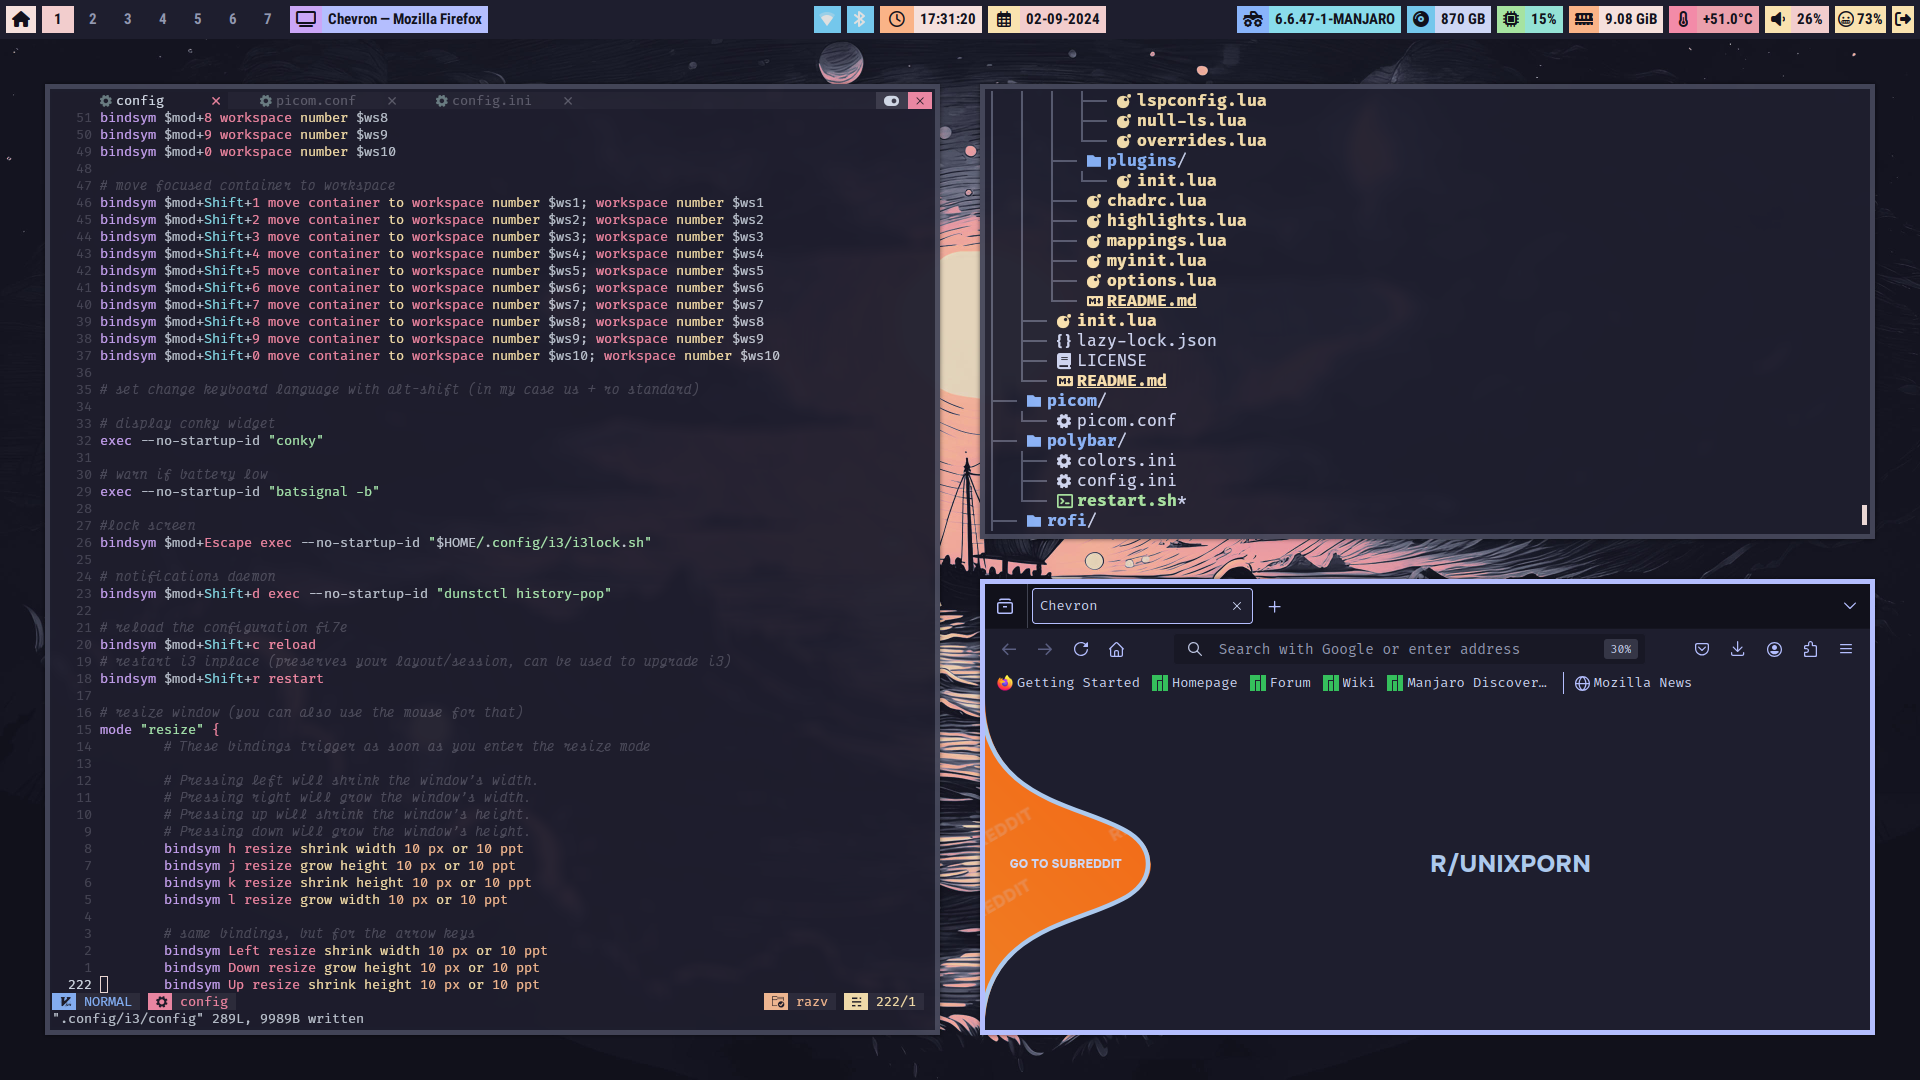 1 2 3 4 5 6 7 Chevron — Mozilla Firefox 17:31:20 02-09-2024 6.6.47-1-MANJARO 870 GB 15% 9.08 GiB +51.0°C 26% 73%
config picom.conf config.ini
51 bindsym $mod+8 workspace number $ws8
50 bindsym $mod+9 workspace number $ws9
49 bindsym $mod+0 workspace number $ws10
48
47 # move focused container to workspace
46 bindsym $mod+Shift+1 move container to workspace number $ws1; workspace number $ws1
45 bindsym $mod+Shift+2 move container to workspace number $ws2; workspace number $ws2
44 bindsym $mod+Shift+3 move container to workspace number $ws3; workspace number $ws3
43 bindsym $mod+Shift+4 move container to workspace number $ws4; workspace number $ws4
42 bindsym $mod+Shift+5 move container to workspace number $ws5; workspace number $ws5
41 bindsym $mod+Shift+6 move container to workspace number $ws6; workspace number $ws6
40 bindsym $mod+Shift+7 move container to workspace number $ws7; workspace number $ws7
39 bindsym $mod+Shift+8 move container to workspace number $ws8; workspace number $ws8
38 bindsym $mod+Shift+9 move container to workspace number $ws9; workspace number $ws9
37 bindsym $mod+Shift+0 move container to workspace number $ws10; workspace number $ws10
36
35 # set change keyboard language with alt-shift (in my case us + ro standard)
34
33 # display conky widget
32 exec --no-startup-id "conky"
31
30 # warn if battery low
29 exec --no-startup-id "batsignal -b"
28
27 #lock screen
26 bindsym $mod+Escape exec --no-startup-id "$HOME/.config/i3/i3lock.sh"
25
24 # notifications daemon
23 bindsym $mod+Shift+d exec --no-startup-id "dunstctl history-pop"
22
21 # reload the configuration fi7e
20 bindsym $mod+Shift+c reload
19 # restart i3 inplace (preserves your layout/session, can be used to upgrade i3)
18 bindsym $mod+Shift+r restart
17
16 # resize window (you can also use the mouse for that)
15 mode "resize" {
14 # These bindings trigger as soon as you enter the resize mode
13
12 # Pressing left will shrink the window's width.
11 # Pressing right will grow the window's width.
10 # Pressing up will shrink the window's height.
9 # Pressing down will grow the window's height.
8 bindsym h resize shrink width 10 px or 10 ppt
7 bindsym j resize grow height 10 px or 10 ppt
6 bindsym k resize shrink height 10 px or 10 ppt
5 bindsym l resize grow width 10 px or 10 ppt
4
3 # same bindings, but for the arrow keys
2 bindsym Left resize shrink width 10 px or 10 ppt
1 bindsym Down resize grow height 10 px or 10 ppt
222 bindsym Up resize shrink height 10 px or 10 ppt
NORMAL config razv 222/1
".config/i3/config" 289L, 9989B written
lspconfig.lua
null-ls.lua
overrides.lua
plugins/
init.lua
chadrc.lua
highlights.lua
mappings.lua
myinit.lua
options.lua
README.md
init.lua
lazy-lock.json
LICENSE
README.md
picom/
picom.conf
polybar/
colors.ini
config.ini
restart.sh*
rofi/
Chevron
Search with Google or enter address 30%
Getting Started Homepage Forum Wiki Manjaro Discover… Mozilla News
EDDIT R
GO TO SUBREDDIT
EDDIT
R/UNIXPORN